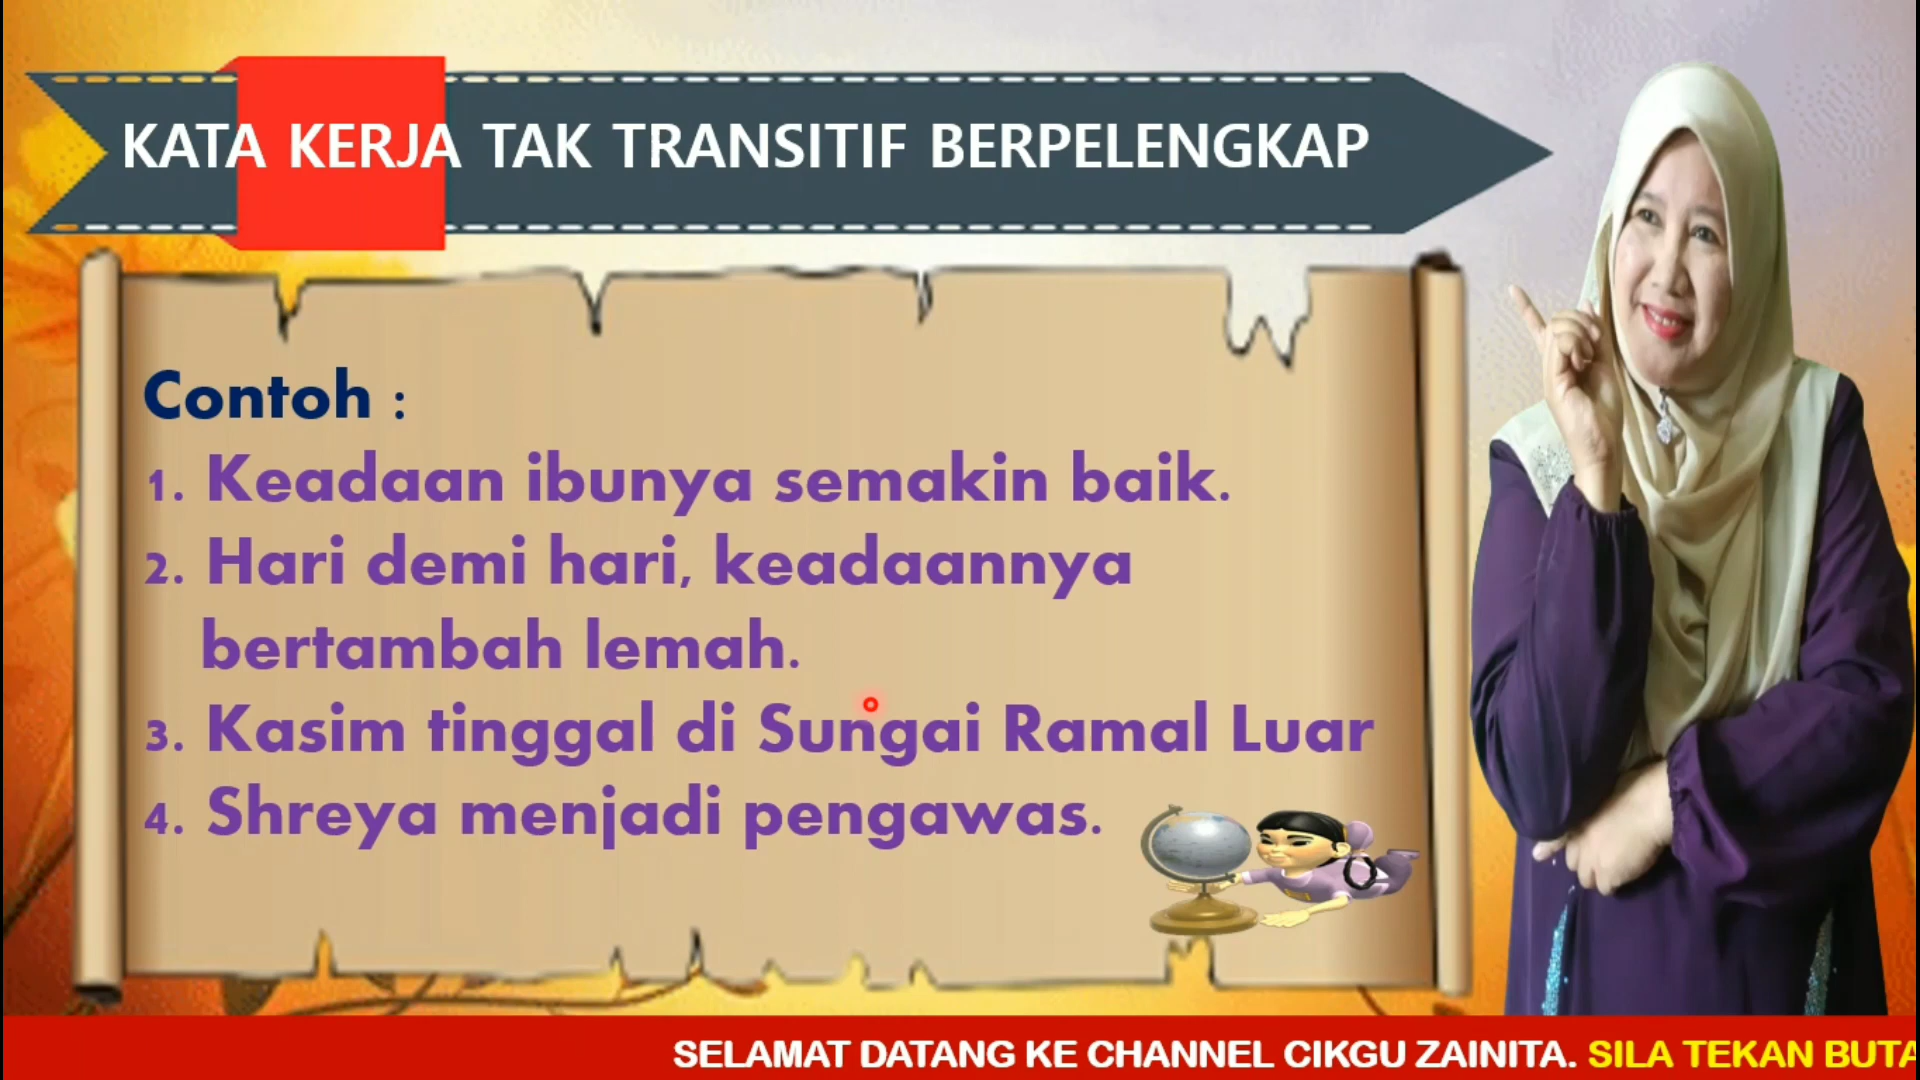 KATA KERJA TAK TRANSITIF BERPELENGKAP
Contoh :
1. Keadaan ibunya semakin baik.
2. Hari demi hari, keadaannya
bertambah lemah.
3. Kasim tinggal di Sungai Ramal Luar
4. Shreya menjadi pengawas.
SELAMAT DATANG KE CHANNEL CIKGU ZAINITA. SILA TEKAN BUTA